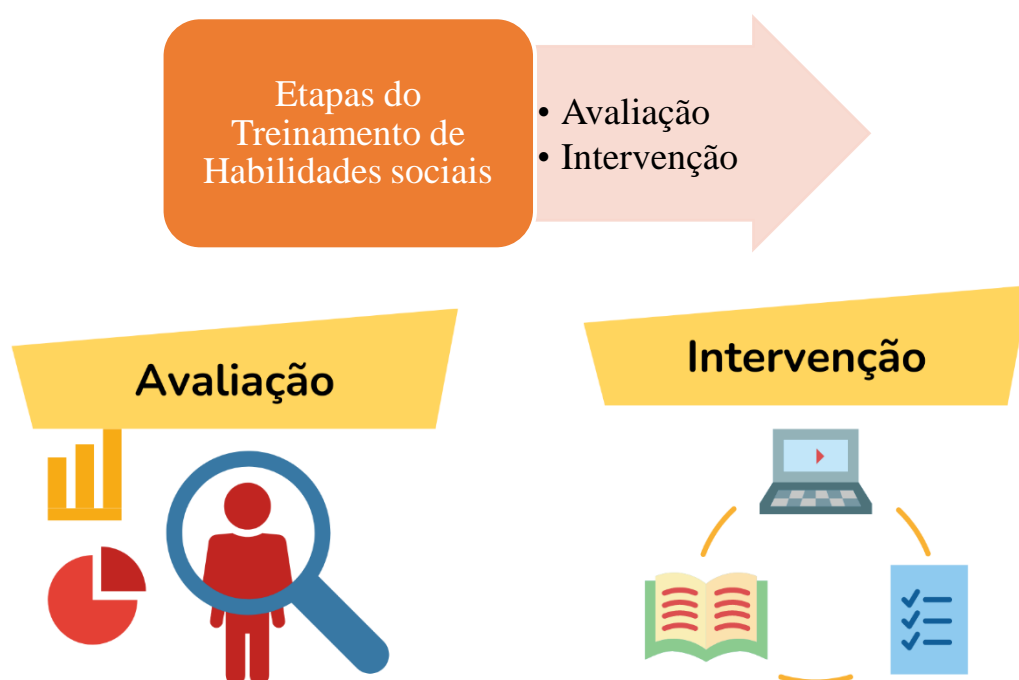 Etapas do
Treinamento de
Habilidades sociais
• Avaliação
• Intervenção
Avaliação
Intervenção